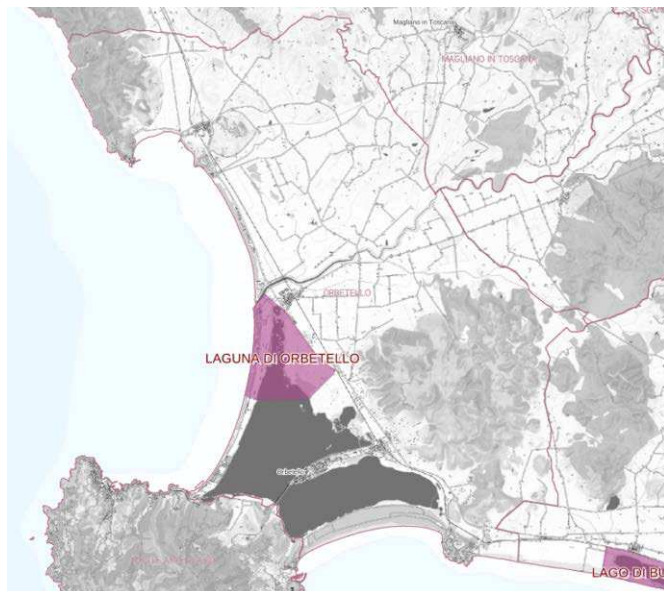 Magliano in Toscana
MAGLIANO IN TOSCANA
ORBETELLO
LAGUNA DI ORBETELLO
Orbetello
LAGO DI BU